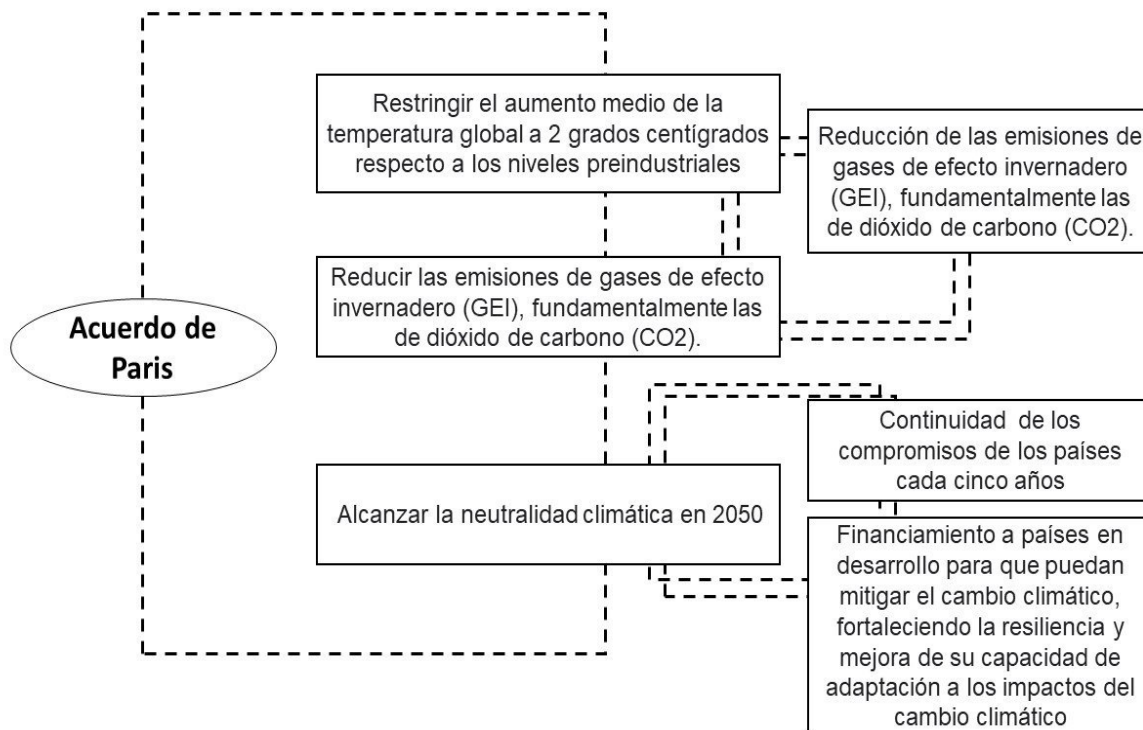 Restringir el aumento medio de la
temperatura global a 2 grados centígrados
respecto a los niveles preindustriales
Reducción de las emisiones de
gases de efecto invernadero
(GEI), fundamentalmente las
de dióxido de carbono (CO2).
Reducir las emisiones de gases de efecto
invernadero (GEI), fundamentalmente las
de dióxido de carbono (CO2).
Acuerdo de
Paris
Continuidad de los
compromisos de los países
cada cinco años
Alcanzar la neutralidad climática en 2050
Financiamiento a países en
desarrollo para que puedan
mitigar el cambio climático,
fortaleciendo la resiliencia y
mejora de su capacidad de
adaptación a los impactos del
cambio climático